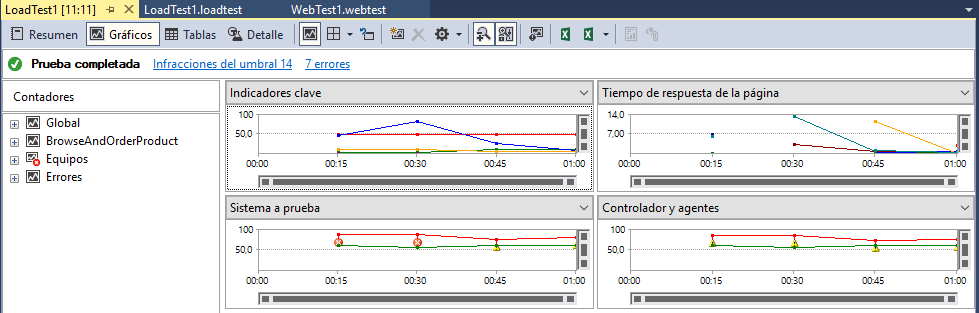 LoadTest1 [11:11] LoadTest1.loadtest WebTest1.webtest
Resumen Gráficos Tablas Detalle
Prueba completada Infracciones del umbral 14 7 errores
Contadores
Global
BrowseAndOrderProduct
Equipos
Errores
Indicadores clave
100
50,0
00:00 00:15 00:30 00:45 01:00
Tiempo de respuesta de la página
14,0
7,00
00:00 00:15 00:30 00:45 01:00
Sistema a prueba
100
50,0
00:00 00:15 00:30 00:45 01:00
Controlador y agentes
100
50,0
00:00 00:15 00:30 00:45 01:00